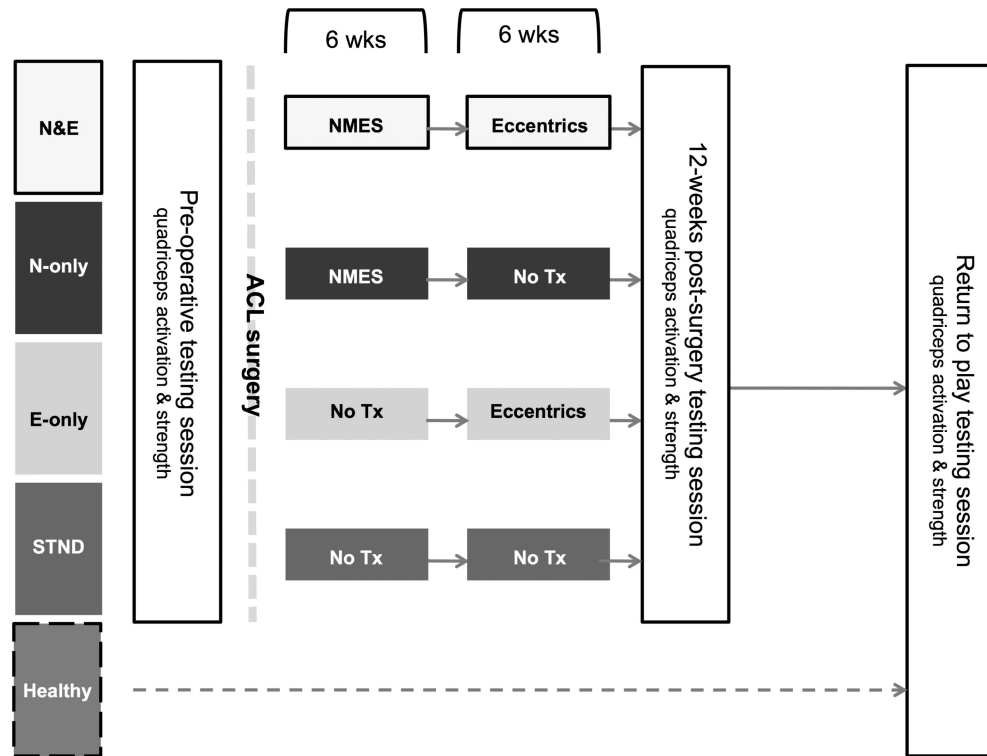 6 wks
6 wks
N&E
NMES
Eccentrics
N-only
NMES
No Tx
E-only
No Tx
Eccentrics
STND
No Tx
No Tx
Healthy
Pre-operative testing session
quadriceps activation & strength
ACL surgery
12-weeks post-surgery testing session
quadriceps activation & strength
Return to play testing session
quadriceps activation & strength